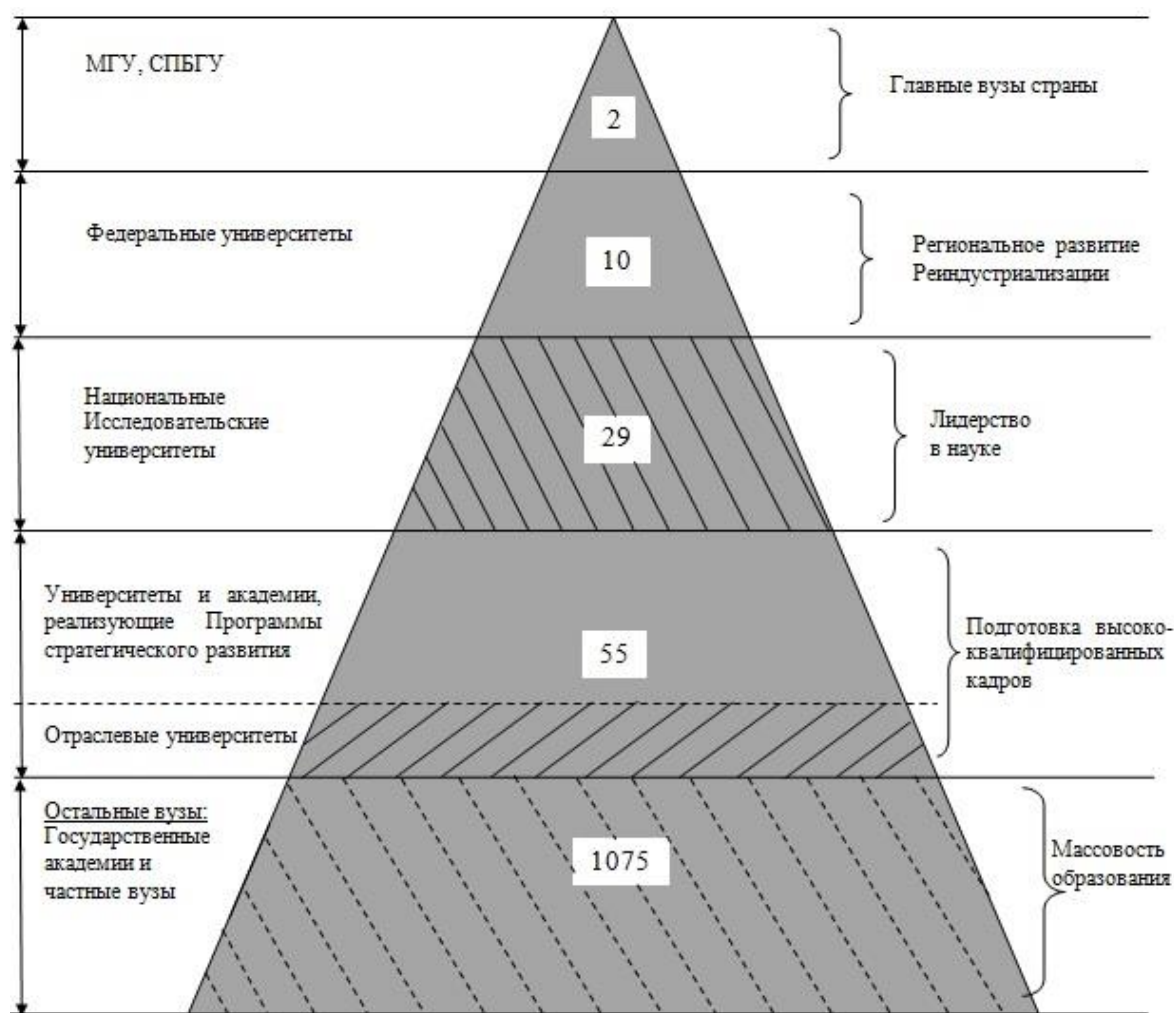 МГУ, СПБГУ
2
Главные вузы страны
Федеральные университеты
10
Региональное развитие
Реиндустриализации
Национальные
Исследовательские
университеты
29
Лидерство
в науке
Университеты и академии,
реализующие Программы
стратегического развития
55
Подготовка высоко-
квалифицированных
кадров
Отраслевые университеты
Остальные вузы:
Государственные
академии и
частные вузы
1075
Массовость
образования